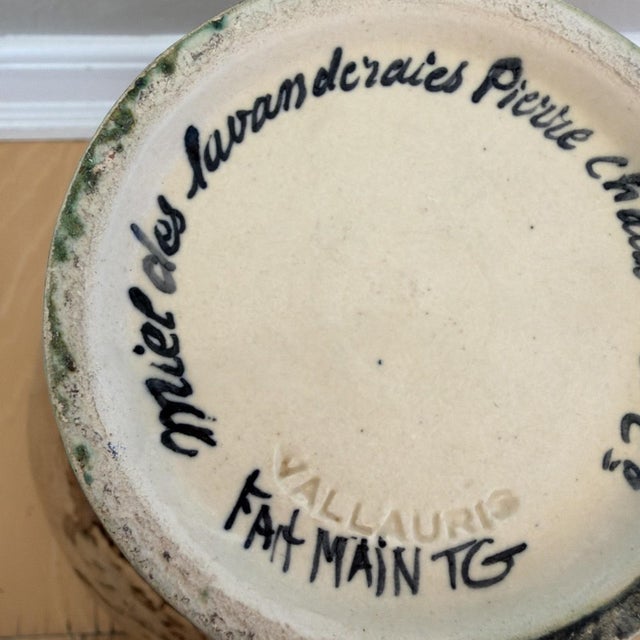 Miel des lavanderaies Pierre
VALLAURIS
FAIT MAIN TG